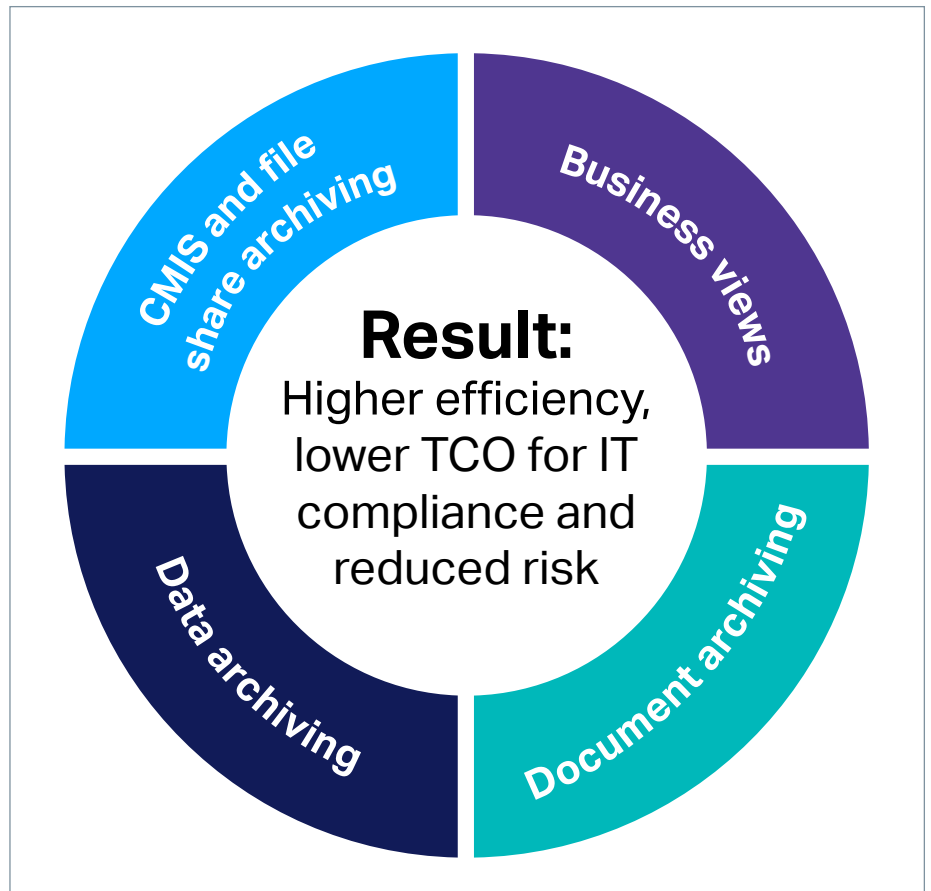 CMIS and file
share archiving
Business views
Result:
Higher efficiency,
lower TCO for IT
compliance and
reduced risk
Data archiving
Document archiving